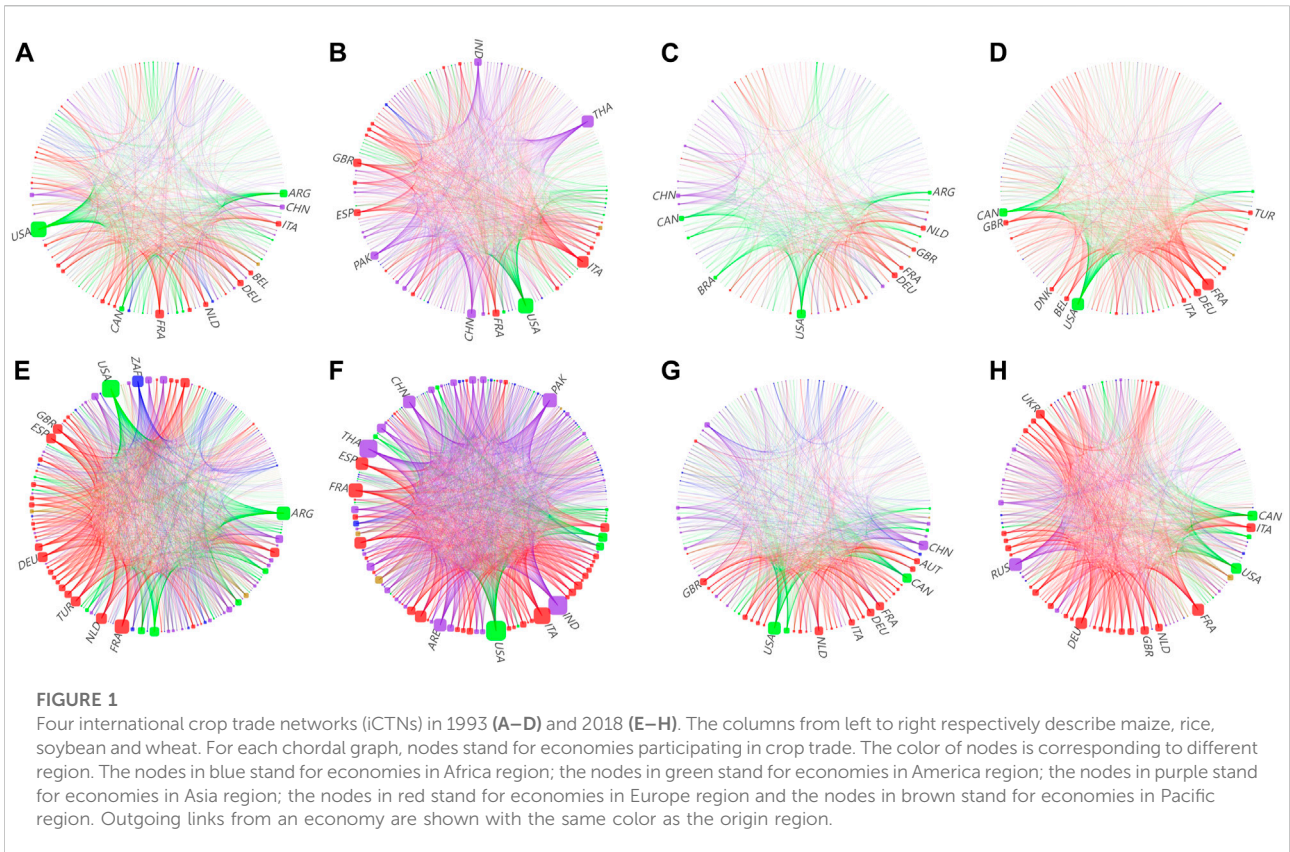 A
B
C
D
IND
THA
GBR
ESP
PAK
CHN
FRA
USA
ITA
ARG
CHN
ITA
BEL
DEU
NLD
FRA
CAN
USA
CHN
CAN
BRA
USA
DEU
FRA
GBR
NLD
ARG
CAN
GBR
DNK
BEL
USA
ITA
DEU
FRA
TUR
E
F
G
H
USA
ZAF
GBR
ESP
DEU
TUR
NLD
FRA
ARG
CHN
PAK
THA
ESP
FRA
ARE
USA
ITA
IND
GBR
USA
NLD
ITA
DEU
FRA
CAN
AUT
CHN
UKR
RUS
DEU
GBR
NLD
FRA
USA
ITA
CAN
FIGURE 1
Four international crop trade networks (iCTNs) in 1993 (A–D) and 2018 (E–H). The columns from left to right respectively describe maize, rice,
soybean and wheat. For each chordal graph, nodes stand for economies participating in crop trade. The color of nodes is corresponding to different
region. The nodes in blue stand for economies in Africa region; the nodes in green stand for economies in America region; the nodes in purple stand
for economies in Asia region; the nodes in red stand for economies in Europe region and the nodes in brown stand for economies in Pacific
region. Outgoing links from an economy are shown with the same color as the origin region.